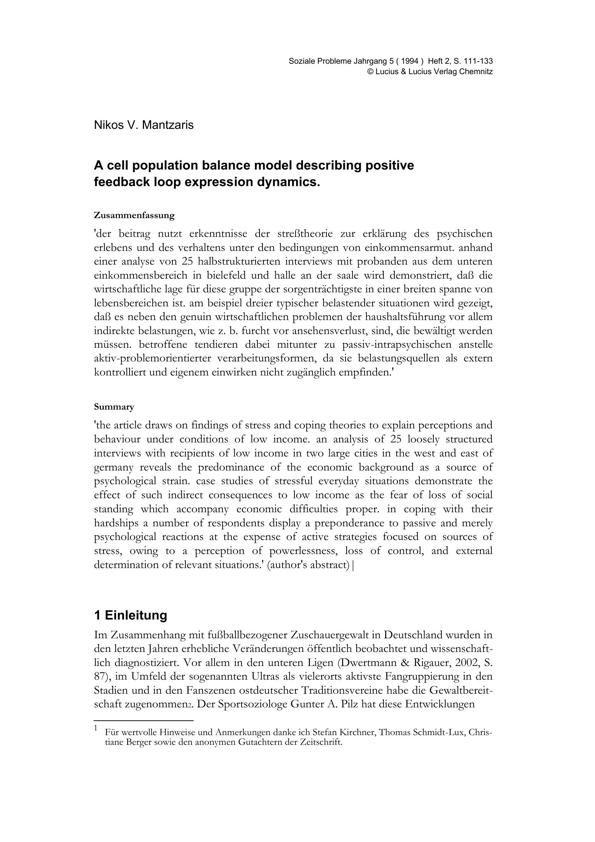 Soziale Probleme Jahrgang 5 ( 1994 ) Heft 2, S. 111-133
© Lucius & Lucius Verlag Chemnitz
Nikos V. Mantzaris
A cell population balance model describing positive
feedback loop expression dynamics.
Zusammenfassung
'der beitrag nutzt erkenntnisse der streßtheorie zur erklärung des psychischen
erlebens und des verhaltens unter den bedingungen von einkommensarmut. anhand
einer analyse von 25 halbstrukturierten interviews mit probanden aus dem unteren
einkommensbereich in bielefeld und halle an der saale wird demonstriert, daß die
wirtschaftliche lage für diese gruppe der sorgenträchtigste in einer breiten spanne von
lebensbereichen ist. am beispiel dreier typischer belastender situationen wird gezeigt,
daß es neben den genuin wirtschaftlichen problemen der haushaltsführung vor allem
indirekte belastungen, wie z. b. furcht vor ansehensverlust, sind, die bewältigt werden
müssen. betroffene tendieren dabei mitunter zu passiv-intrapsychischen anstelle
aktiv-problemorientierter verarbeitungsformen, da sie belastungsquellen als extern
kontrolliert und eigenem einwirken nicht zugänglich empfinden.'
Summary
'the article draws on findings of stress and coping theories to explain perceptions and
behaviour under conditions of low income. an analysis of 25 loosely structured
interviews with recipients of low income in two large cities in the west and east of
germany reveals the predominance of the economic background as a source of
psychological strain. case studies of stressful everyday situations demonstrate the
effect of such indirect consequences to low income as the fear of loss of social
standing which accompany economic difficulties proper. in coping with their
hardships a number of respondents display a preponderance to passive and merely
psychological reactions at the expense of active strategies focused on sources of
stress, owing to a perception of powerlessness, loss of control, and external
determination of relevant situations.' (author's abstract)|
1 Einleitung
Im Zusammenhang mit fußballbezogener Zuschauergewalt in Deutschland wurden in
den letzten Jahren erhebliche Veränderungen öffentlich beobachtet und wissenschaft-
lich diagnostiziert. Vor allem in den unteren Ligen (Dwertmann & Rigauer, 2002, S.
87), im Umfeld der sogenannten Ultras als vielerorts aktivste Fangruppierung in den
Stadien und in den Fanszenen ostdeutscher Traditionsvereine habe die Gewaltbereit-
schaft zugenommen2. Der Sportsoziologe Gunter A. Pilz hat diese Entwicklungen
1 Für wertvolle Hinweise und Anmerkungen danke ich Stefan Kirchner, Thomas Schmidt-Lux, Chris-
tiane Berger sowie den anonymen Gutachtern der Zeitschrift.